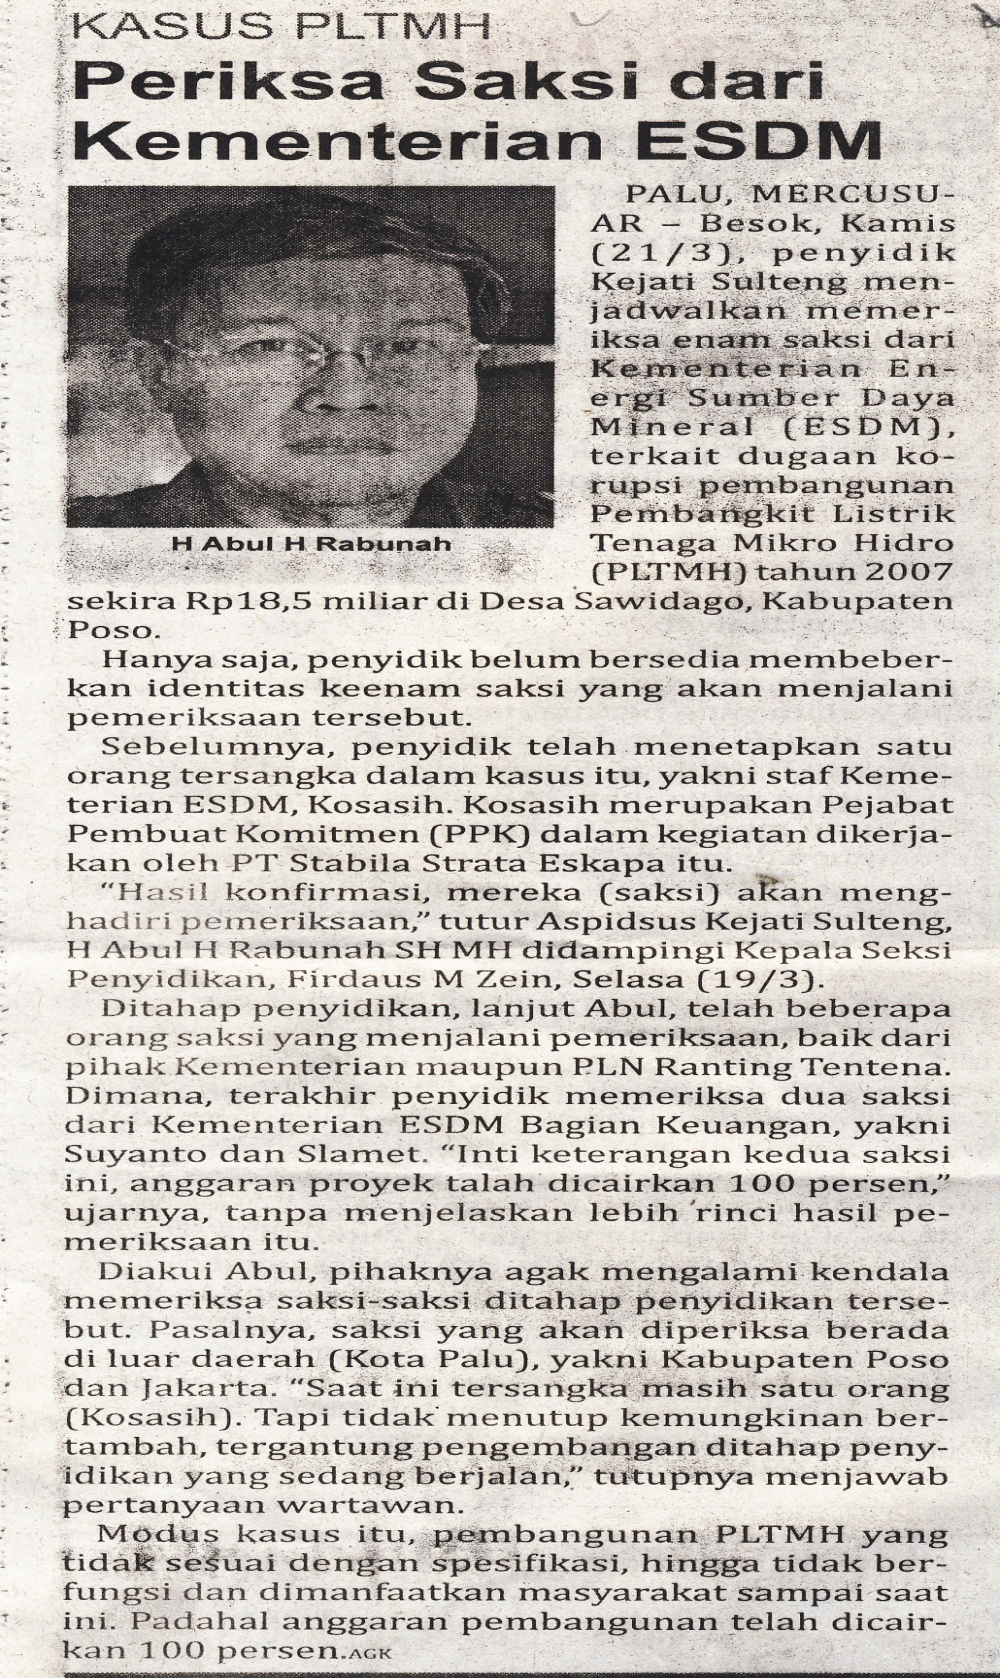 KASUS PLTMH
Periksa Saksi dari
Kementerian ESDM
H Abul H Rabunah
PALU, MERCUSU-
AR – Besok, Kamis
(21/3), penyidik
Kejati Sulteng men-
jadwalkan memer-
iksa enam saksi dari
Kementerian En-
ergi Sumber Daya
Mineral (ESDM),
terkait dugaan ko-
rupsi pembangunan
Pembangkit Listrik
Tenaga Mikro Hidro
(PLTMH) tahun 2007
sekira Rp18,5 miliar di Desa Sawidago, Kabupaten
Poso.
Hanya saja, penyidik belum bersedia membeber-
kan identitas keenam saksi yang akan menjalani
pemeriksaan tersebut.
Sebelumnya, penyidik telah menetapkan satu
orang tersangka dalam kasus itu, yakni staf Keme-
terian ESDM, Kosasih. Kosasih merupakan Pejabat
Pembuat Komitmen (PPK) dalam kegiatan dikerja-
kan oleh PT Stabila Strata Eskapa itu.
“Hasil konfirmasi, mereka (saksi) akan meng-
hadiri pemeriksaan,” tutur Aspidsus Kejati Sulteng,
H Abul H Rabunah SH MH didampingi Kepala Seksi
Penyidikan, Firdaus M Zein, Selasa (19/3).
Ditahap penyidikan, lanjut Abul, telah beberapa
orang saksi yang menjalani pemeriksaan, baik dari
pihak Kementerian maupun PLN Ranting Tentena.
Dimana, terakhir penyidik memeriksa dua saksi
dari Kementerian ESDM Bagian Keuangan, yakni
Suyanto dan Slamet. “Inti keterangan kedua saksi
ini, anggaran proyek talah dicairkan 100 persen,”
ujarnya, tanpa menjelaskan lebih rinci hasil pe-
meriksaan itu.
Diakui Abul, pihaknya agak mengalami kendala
memeriksa saksi-saksi ditahap penyidikan terse-
but. Pasalnya, saksi yang akan diperiksa berada
di luar daerah (Kota Palu), yakni Kabupaten Poso
dan Jakarta. “Saat ini tersangka masih satu orang
(Kosasih). Tapi tidak menutup kemungkinan ber-
tambah, tergantung pengembangan ditahap peny-
idikan yang sedang berjalan,” tutupnya menjawab
pertanyaan wartawan.
Modus kasus itu, pembangunan PLTMH yang
tidak sesuai dengan spesifikasi, hingga tidak ber-
fungsi dan dimanfaatkan masyarakat sampai saat
ini. Padahal anggaran pembangunan telah dicair-
kan 100 persen.AGK